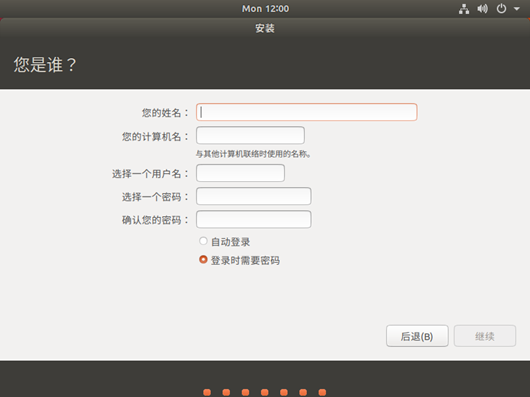 Mon 12:00
安装
您是谁？
您的姓名：
您的计算机名：
与其他计算机联络时使用的名称。
选择一个用户名：
选择一个密码：
确认您的密码：
自动登录
登录时需要密码
后退(B)
继续